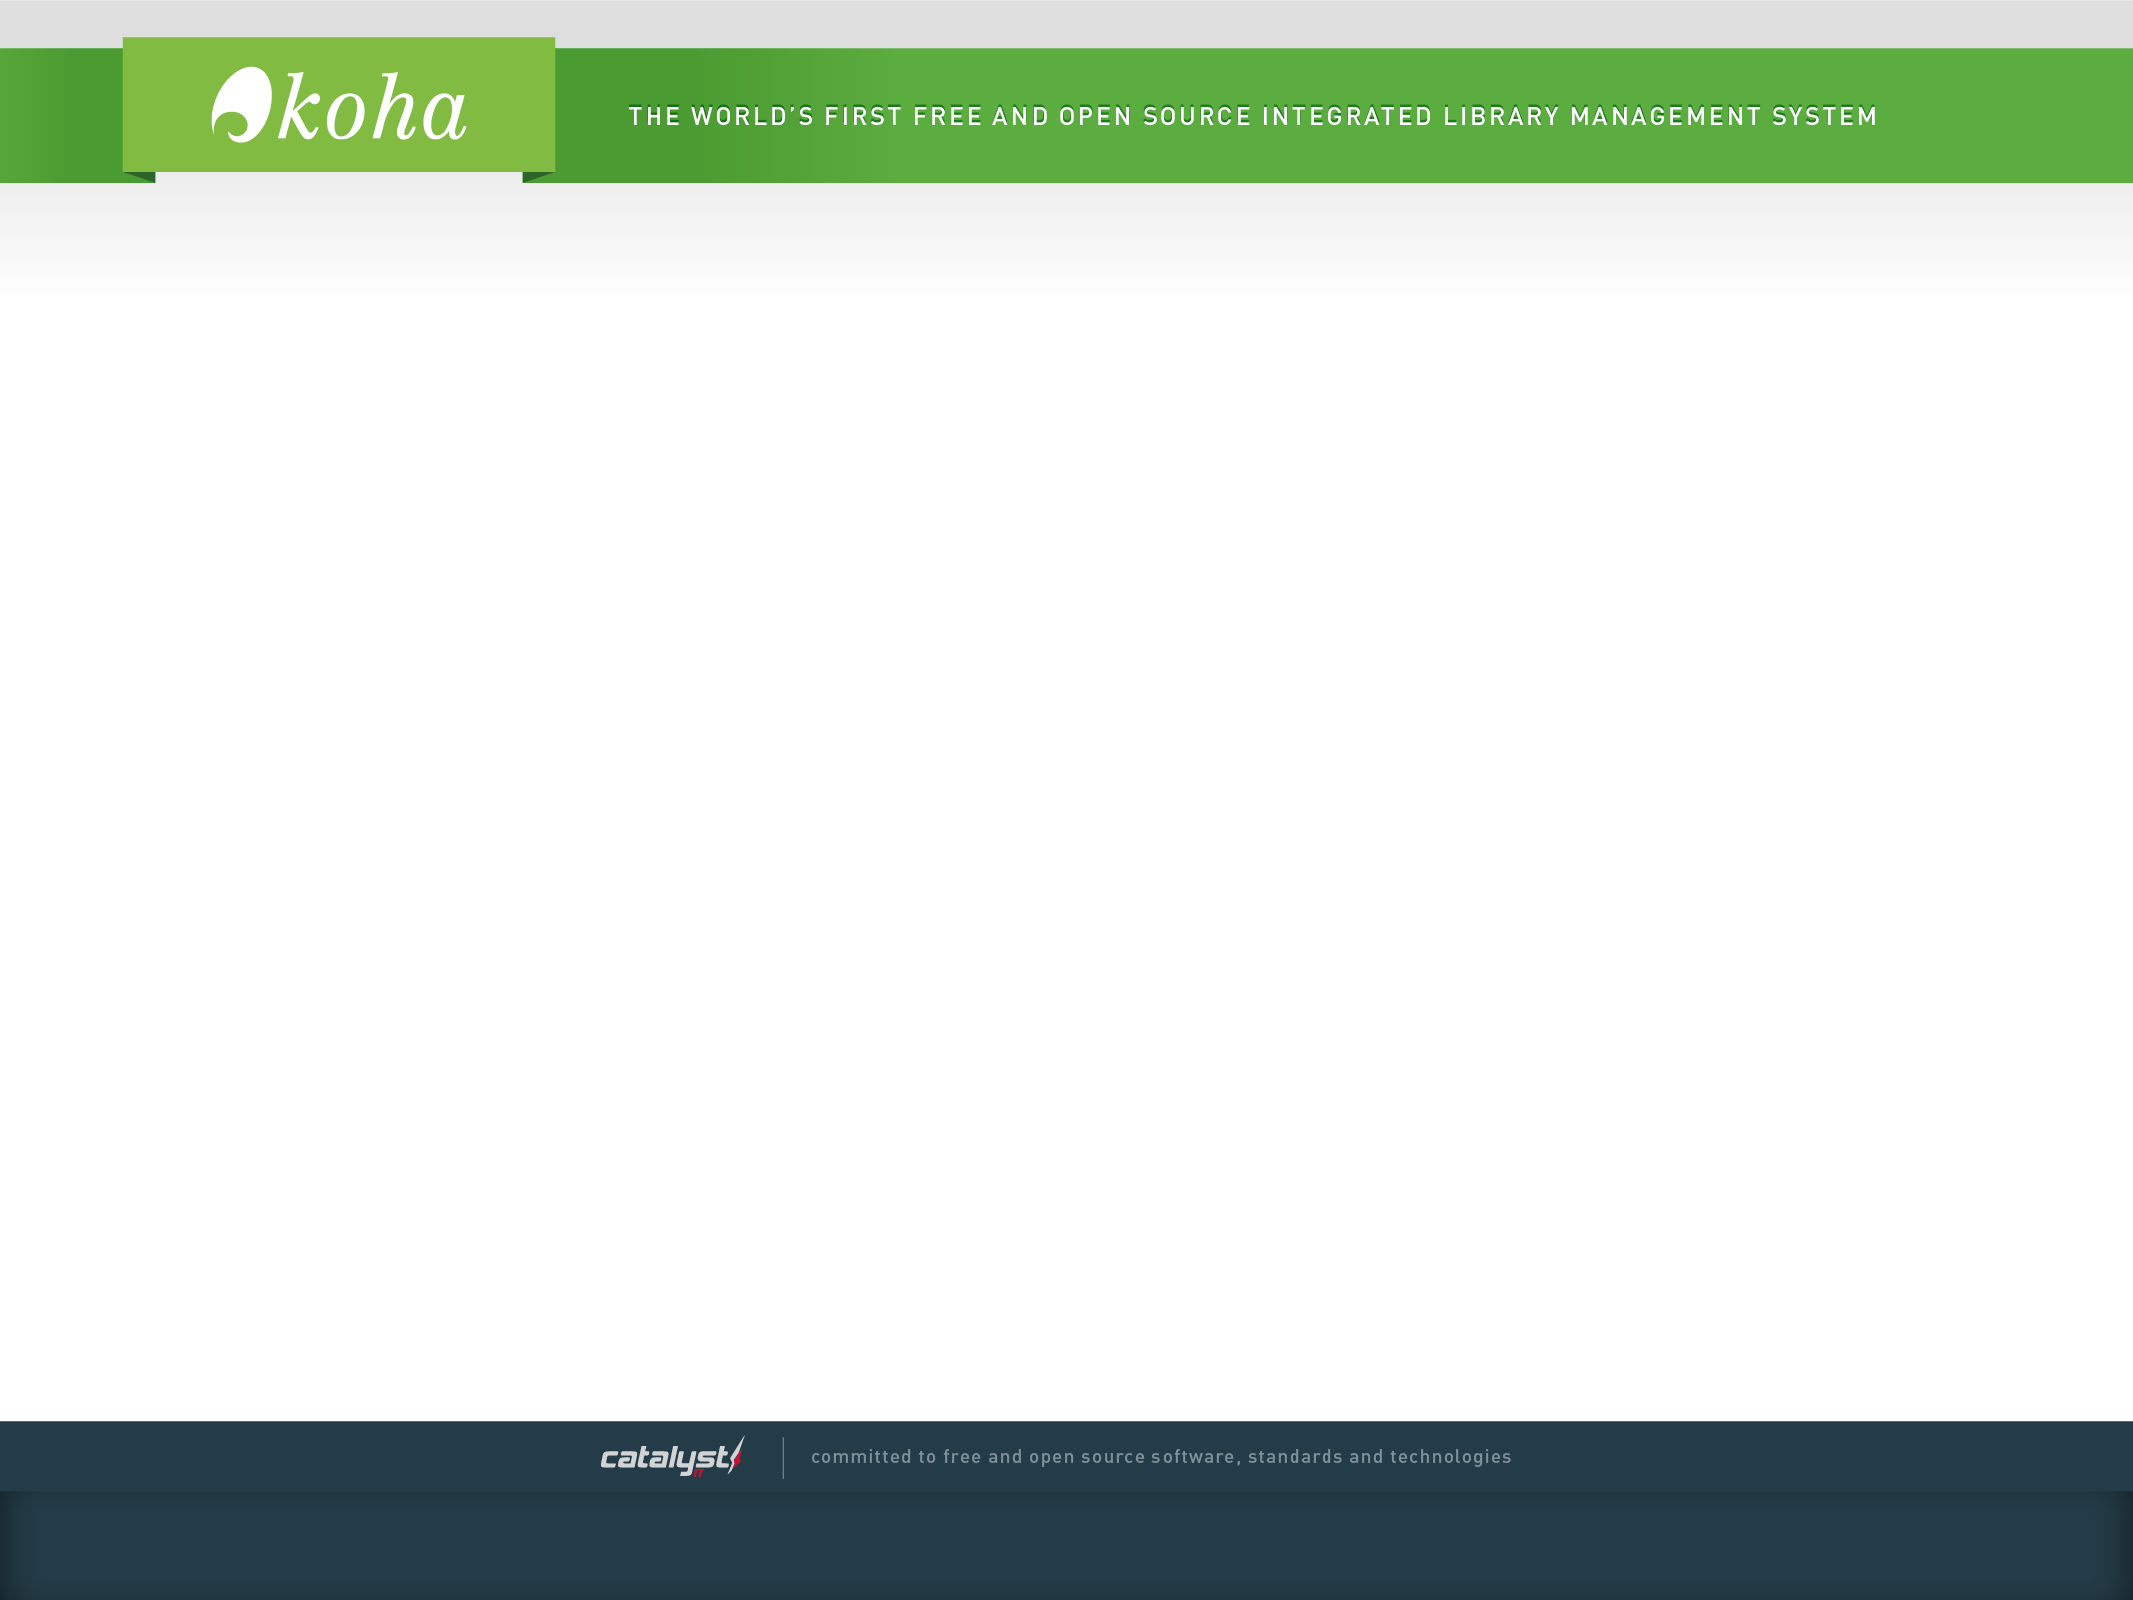 koha
THE WORLD’S FIRST FREE AND OPEN SOURCE INTEGRATED LIBRARY MANAGEMENT SYSTEM
catalyst
IT
committed to free and open source software, standards and technologies